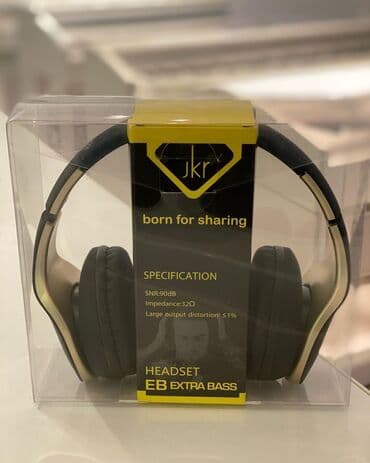 jkr
born for sharing
SPECIFICATION
SNR:90dB
Impedance:32Ω
Large output distortion: ≤1%
HEADSET
EB EXTRA BASS